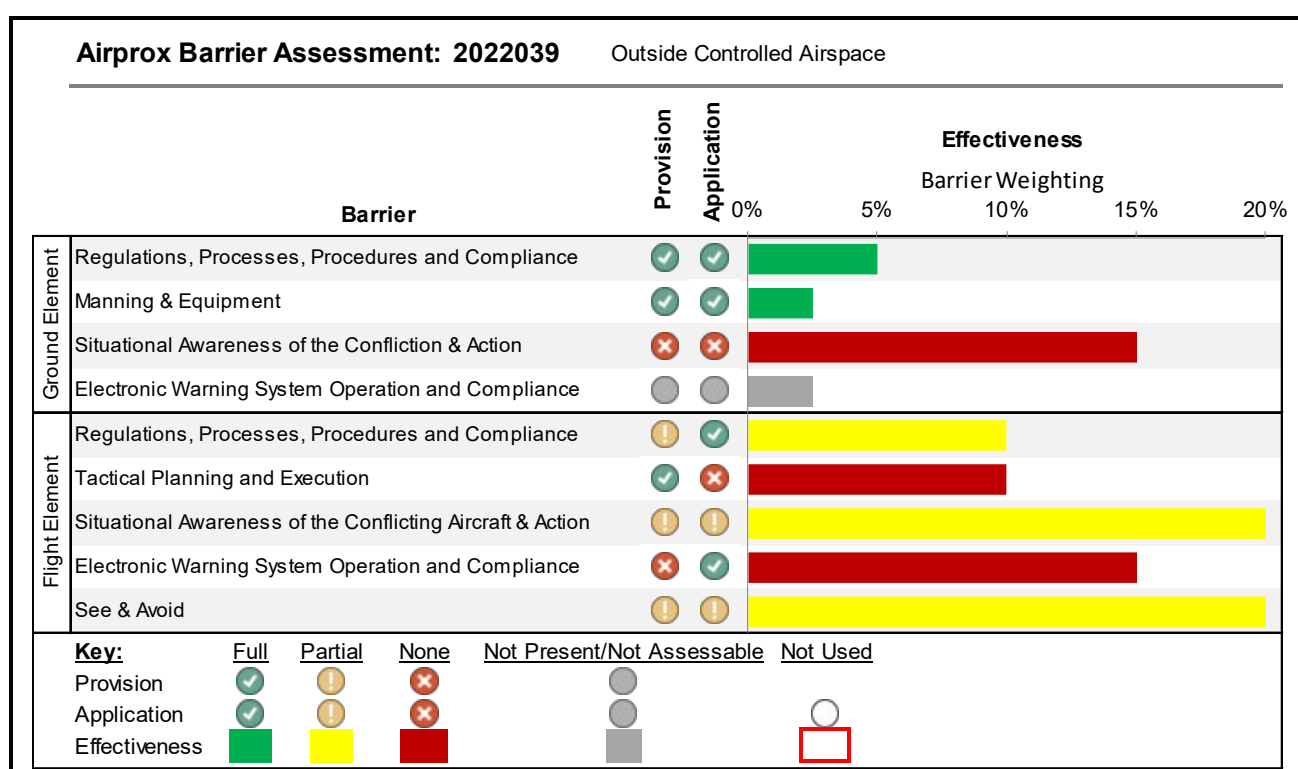 Airprox Barrier Assessment: 2022039 Outside Controlled Airspace
Barrier
Provision
Application
Effectiveness
Barrier Weighting
0% 5% 10% 15% 20%
Ground Element
Regulations, Processes, Procedures and Compliance
Manning & Equipment
Situational Awareness of the Confliction & Action
Electronic Warning System Operation and Compliance
Flight Element
Regulations, Processes, Procedures and Compliance
Tactical Planning and Execution
Situational Awareness of the Conflicting Aircraft & Action
Electronic Warning System Operation and Compliance
See & Avoid
Key: Full Partial None Not Present/Not Assessable Not Used
Provision
Application
Effectiveness